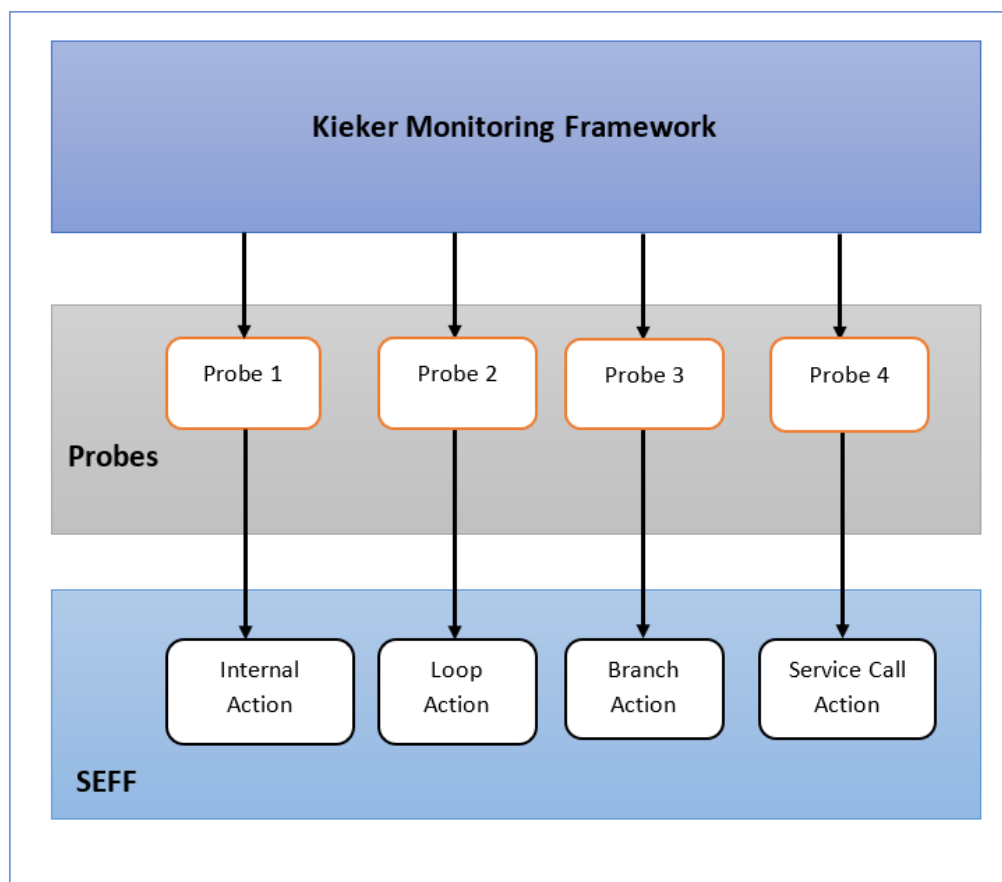 Kieker Monitoring Framework
Probe 1
Probe 2
Probe 3
Probe 4
Probes
Internal
Action
Loop
Action
Branch
Action
Service Call
Action
SEFF